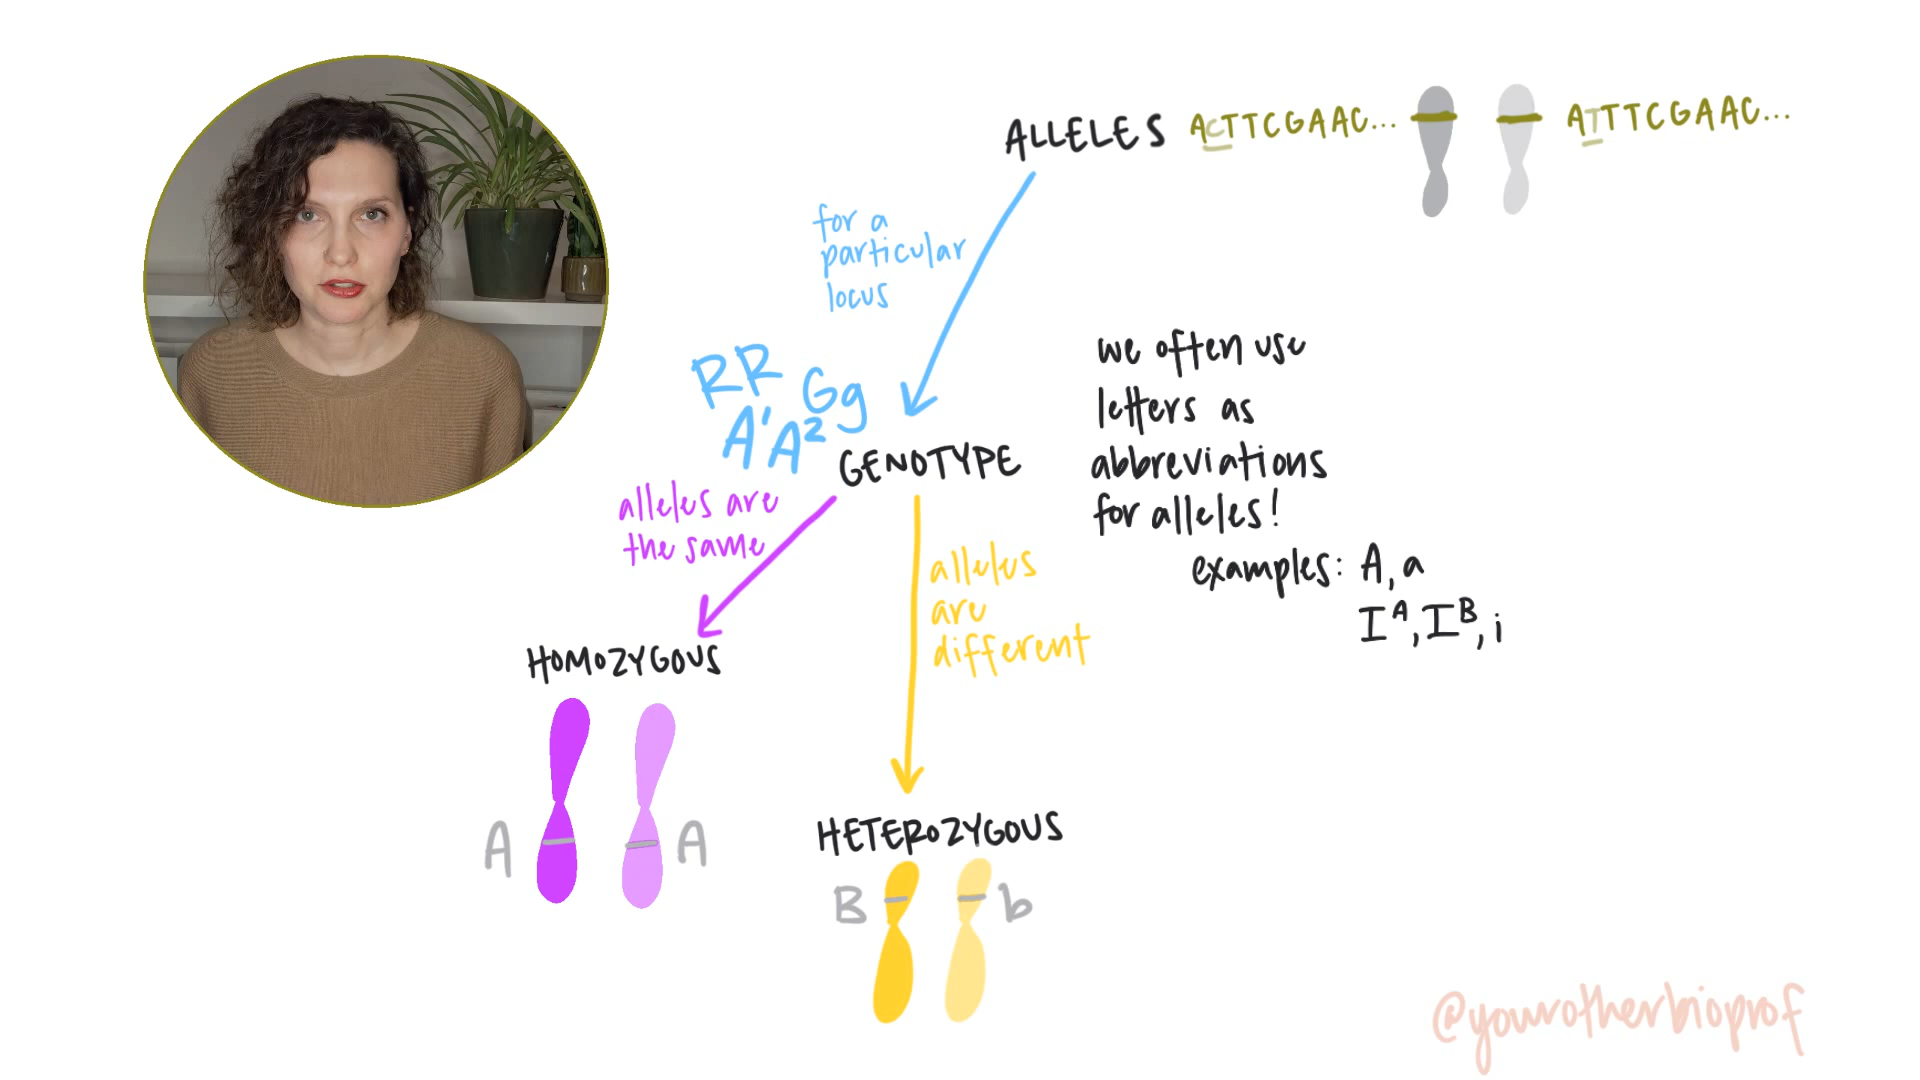 ALLELES ACTTCGAAC... ATTTCGAAC...
for a
particular
locus
RR Gg
A¹A²
GENOTYPE
we often use
letters as
abbreviations
for alleles!
examples: A, a
Iᴬ, Iᴮ, i
alleles are
the same
alleles
are
different
HOMOZYGOUS
A A
HETEROZYGOUS
B b
@yourotherbioprof